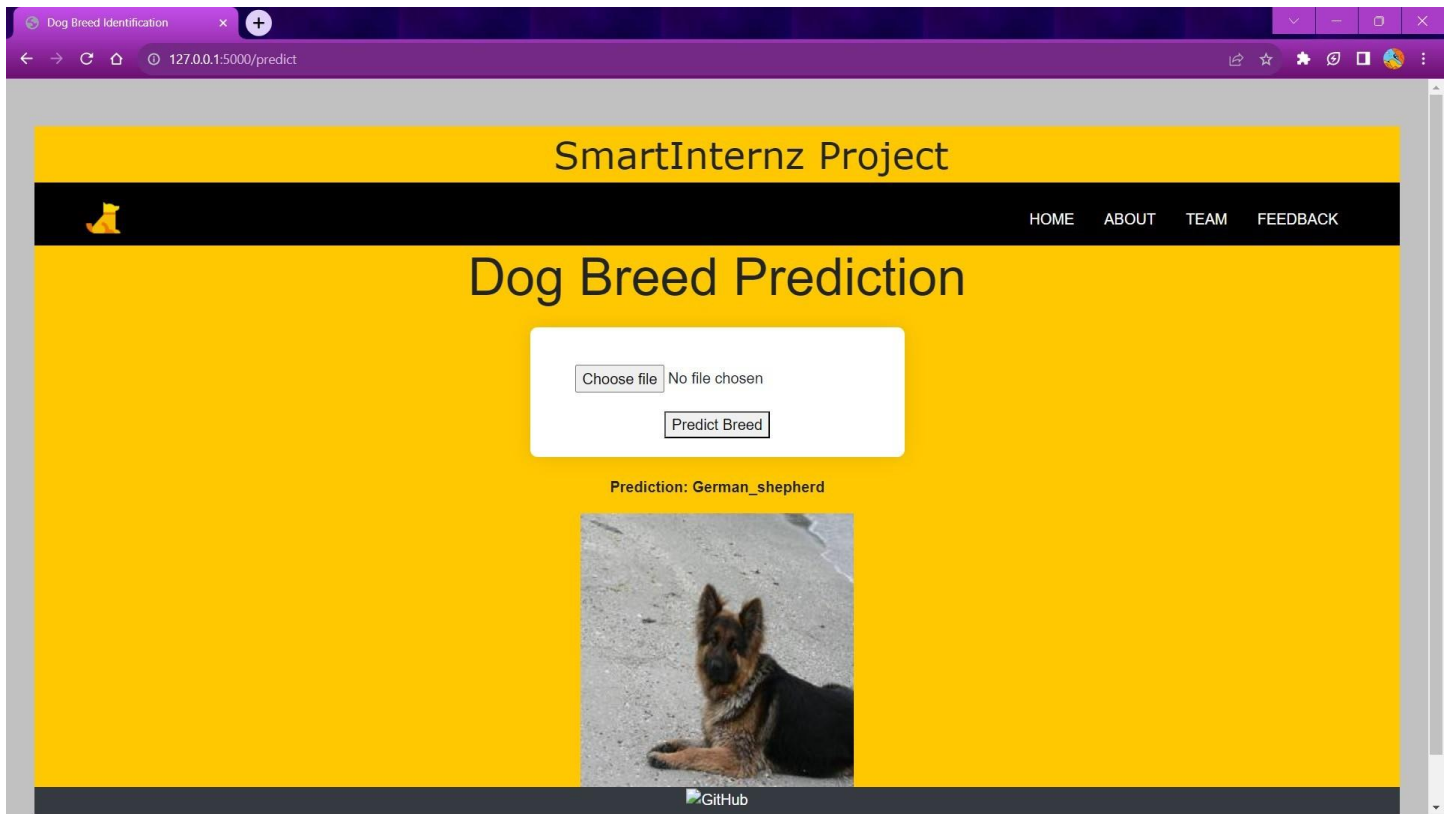 Dog Breed Identification
127.0.0.1:5000/predict
SmartInternz Project
HOME ABOUT TEAM FEEDBACK
Dog Breed Prediction
Choose file No file chosen
Predict Breed
Prediction: German_shepherd
GitHub